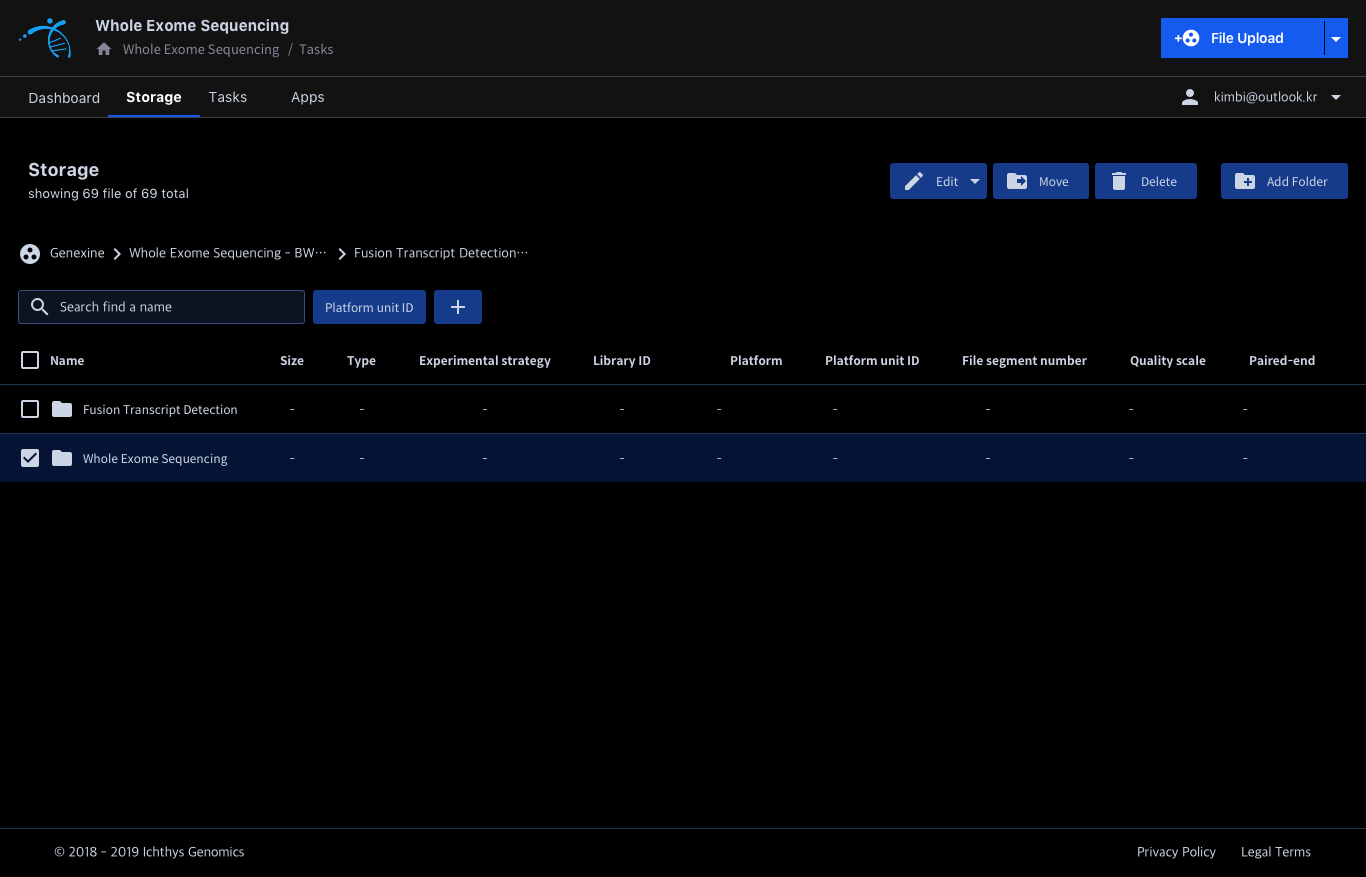 Whole Exome Sequencing
Whole Exome Sequencing / Tasks
+ File Upload
Dashboard Storage Tasks Apps
kimbi@outlook.kr
Storage
showing 69 file of 69 total
Edit Move Delete Add Folder
Genexine Whole Exome Sequencing - BW··· Fusion Transcript Detection···
Search find a name Platform unit ID +
Name Size Type Experimental strategy Library ID Platform Platform unit ID File segment number Quality scale Paired-end
Fusion Transcript Detection - - - - - - - - -
Whole Exome Sequencing - - - - - - - - -
© 2018 - 2019 Ichthys Genomics
Privacy Policy Legal Terms